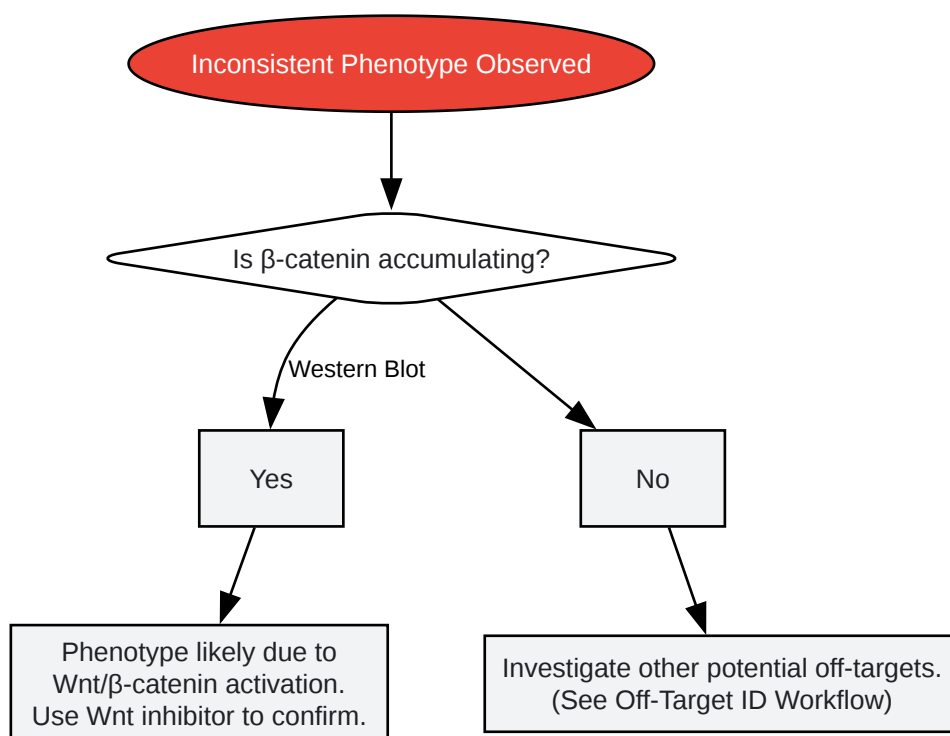 Inconsistent Phenotype Observed
Is β-catenin accumulating?
Western Blot
Yes
No
Phenotype likely due to
Wnt/β-catenin activation.
Use Wnt inhibitor to confirm.
Investigate other potential off-targets.
(See Off-Target ID Workflow)